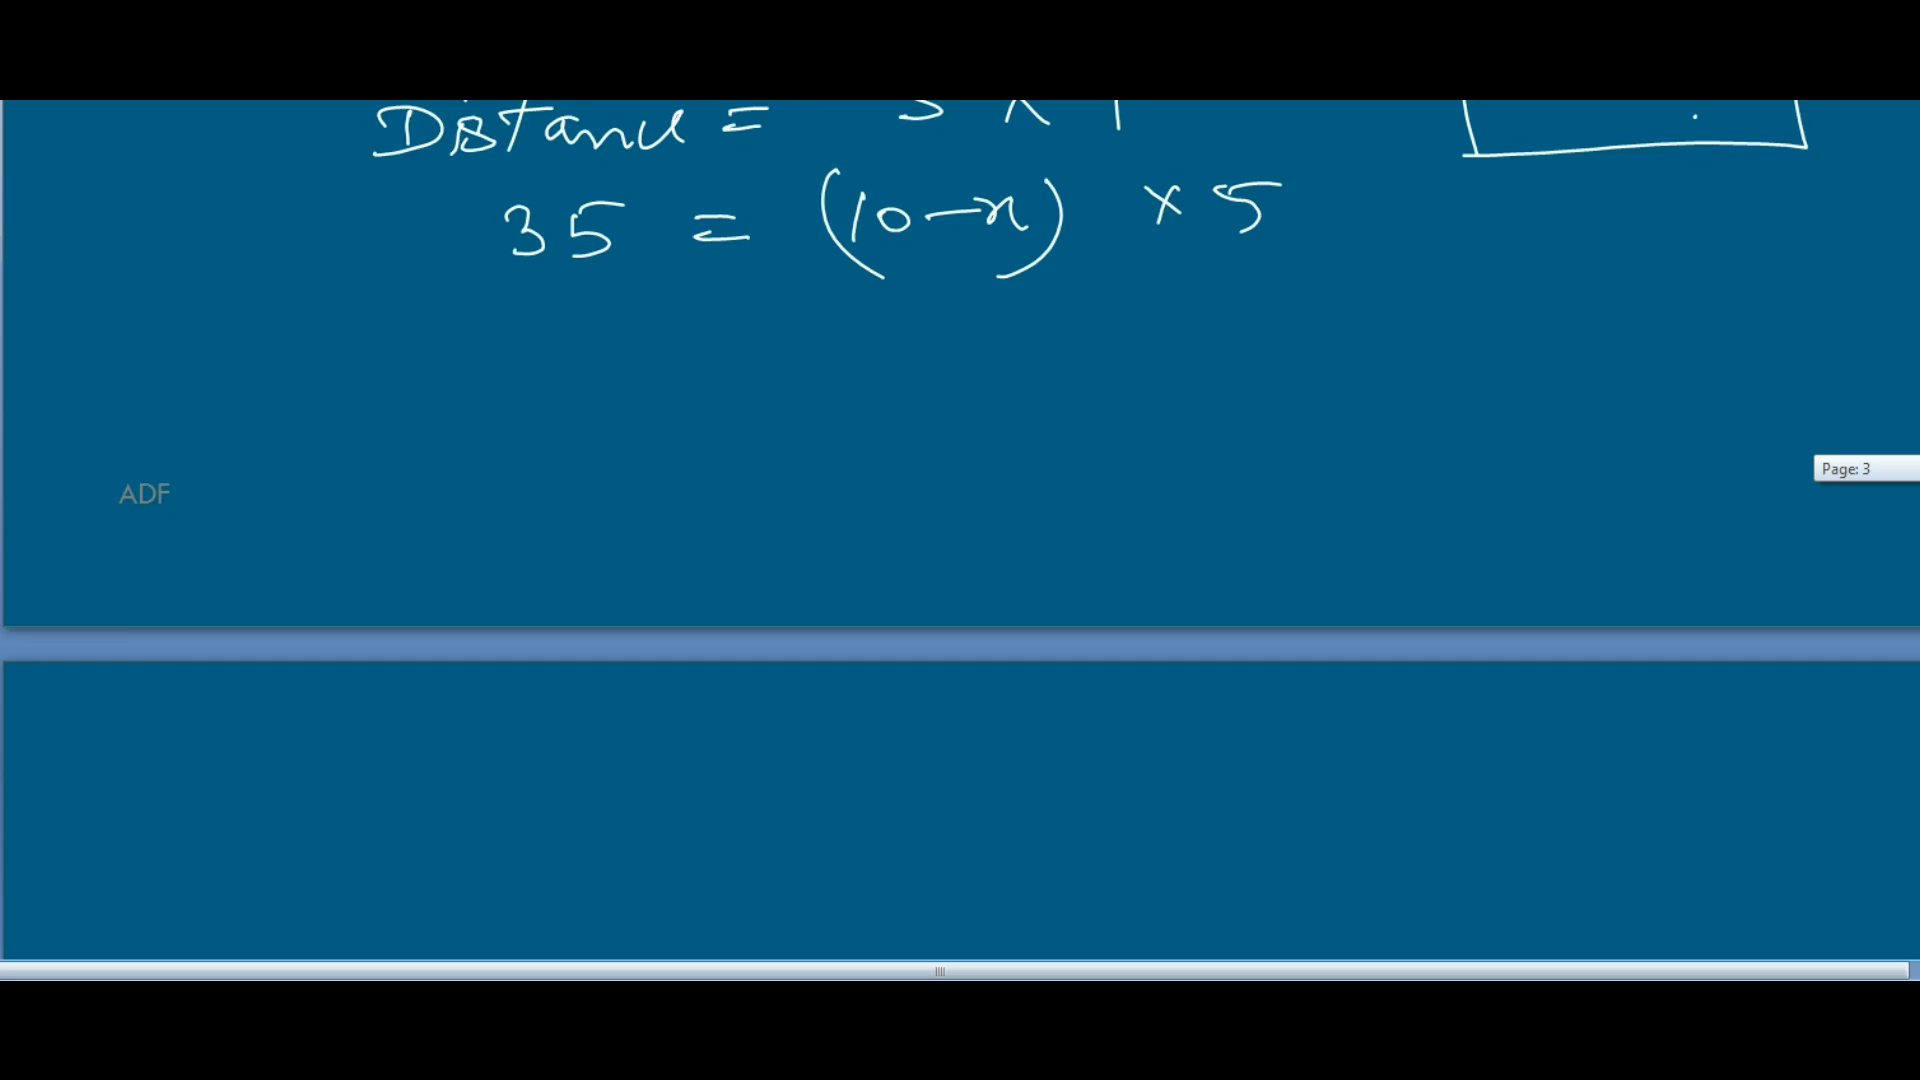 Distance = S × T
35 = (10 - x) × 5
Page: 3
ADF